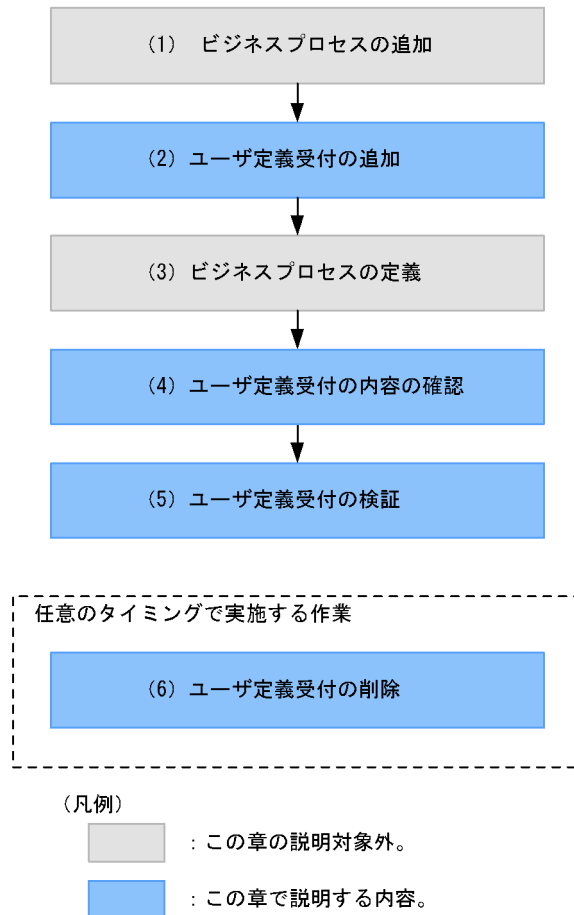 (1) ビジネスプロセスの追加
(2) ユーザ定義受付の追加
(3) ビジネスプロセスの定義
(4) ユーザ定義受付の内容の確認
(5) ユーザ定義受付の検証
任意のタイミングで実施する作業
(6) ユーザ定義受付の削除
(凡例)
：この章の説明対象外。
：この章で説明する内容。